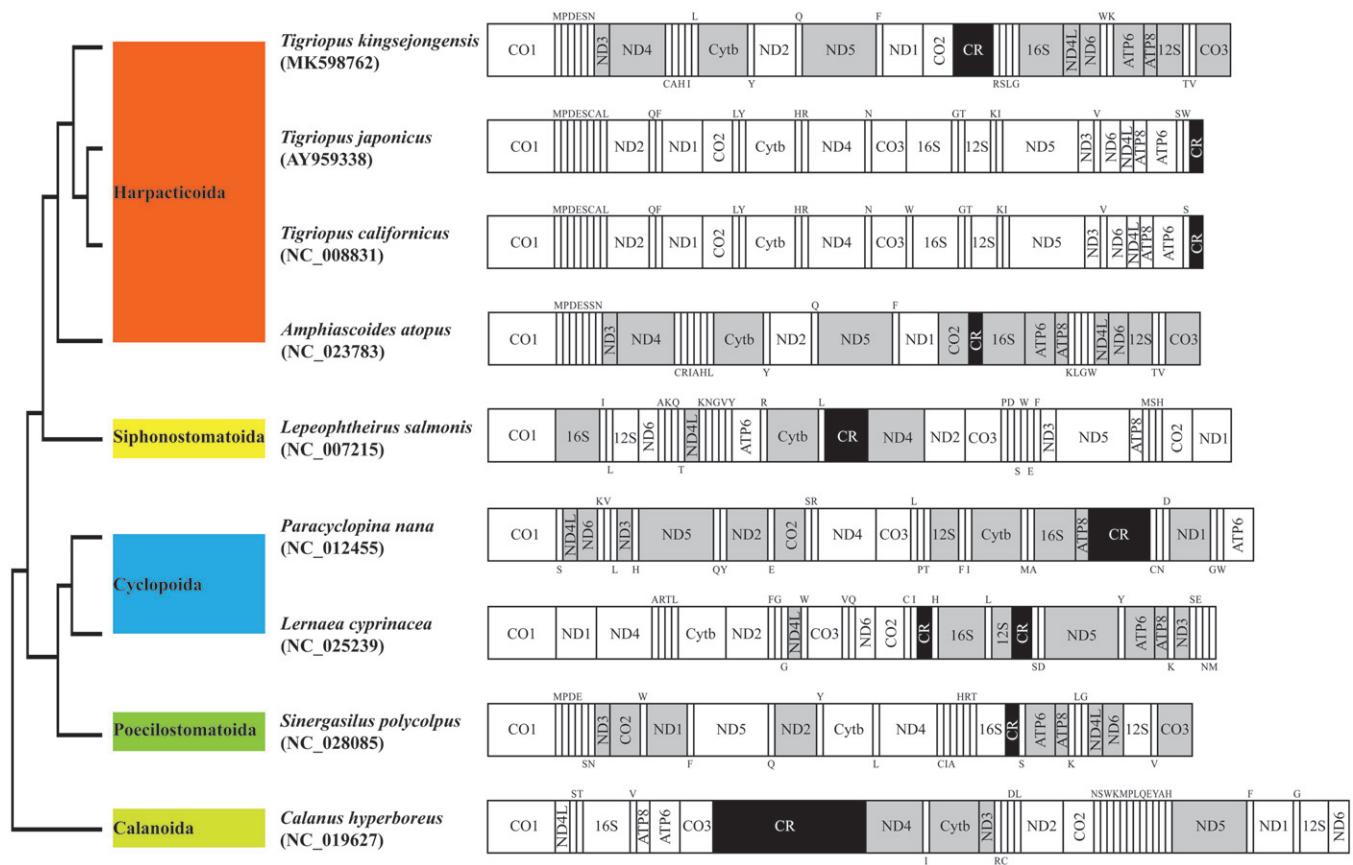 MPDESN L Q F WK
Tigriopus kingsejongensis
(MK598762)
CO1 ND3 ND4 Cytb ND2 ND5 ND1 CO2 CR 16S ND4L ND6 ATP6 ATP8 12S CO3
CAHI Y RSLG TV
MPDESCAL QF LY HR N GT KI V SW
Tigriopus japonicus
(AY959338)
CO1 ND2 ND1 CO2 Cytb ND4 CO3 16S 12S ND5 ND3 ND6 ND4L ATP8 ATP6 CR
Harpacticoida
MPDESCAL QF LY HR N W GT KI V S
Tigriopus californicus
(NC_008831)
CO1 ND2 ND1 CO2 Cytb ND4 CO3 16S 12S ND5 ND3 ND6 ND4L ATP8 ATP6 CR
MPDESSN Q F
Amphiascoides atopus
(NC_023783)
CO1 ND3 ND4 Cytb ND2 ND5 ND1 CO2 CR 16S ATP6 ATP8 ND4L ND6 12S CO3
CRIAHL Y KLGW TV
I AKQ KNGVY R L PD W F MSH
Siphonostomatoida
Lepeophtheirus salmonis
(NC_007215)
CO1 16S 12S ND6 ND4L ATP6 Cytb CR ND4 ND2 CO3 ND3 ND5 ATP8 CO2 ND1
L T S E
KV SR L D
Paracyclopina nana
(NC_012455)
CO1 ND4L ND6 ND3 ND5 ND2 CO2 ND4 CO3 12S Cytb 16S ATP8 CR ND1 ATP6
S L H QY E PT F I MA CN GW
Cyclopoida
ARTL FG W VQ C I H L Y SE
Lernaea cyprinacea
(NC_025239)
CO1 ND1 ND4 Cytb ND2 ND4L CO3 ND6 CO2 CR 16S 12S CR ND5 ATP6 ATP8 ND3
G SD K NM
MPDE W Y HRT LG
Poecilostomatoida
Sinergasilus polycolpus
(NC_028085)
CO1 ND3 CO2 ND1 ND5 ND2 Cytb ND4 16S CR ATP6 ATP8 ND4L ND6 12S CO3
SN F Q L CIA S K V
ST V DL NSWKMPLQEYAH F G
Calanoida
Calanus hyperboreus
(NC_019627)
CO1 ND4L 16S ATP8 ATP6 CO3 CR ND4 Cytb ND3 ND2 CO2 ND5 ND1 12S ND6
I RC